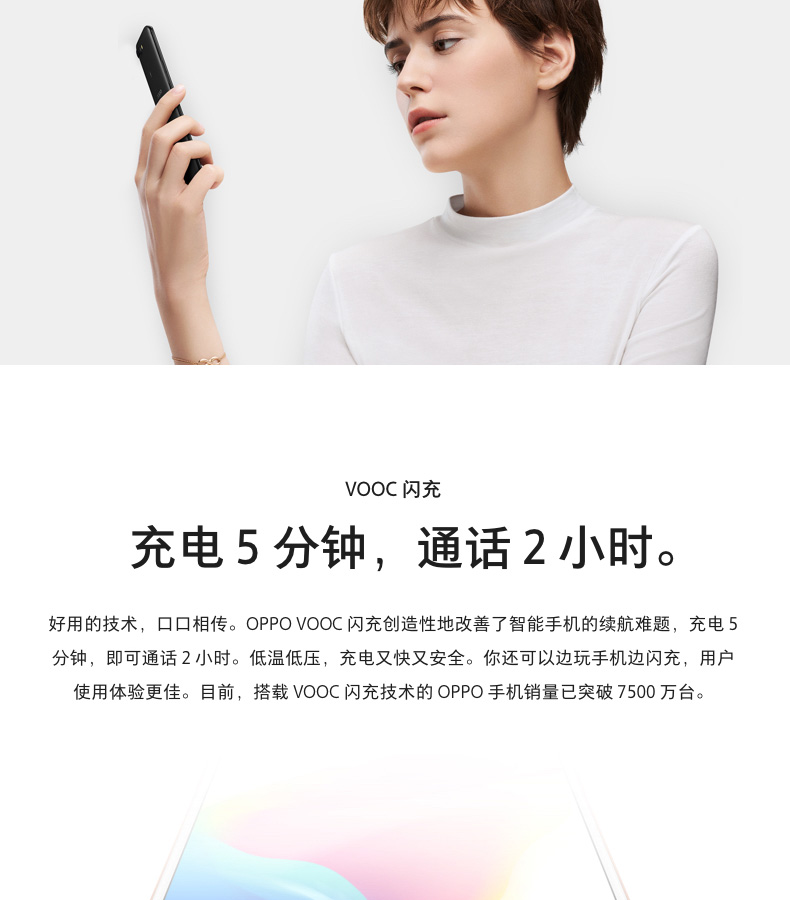 VOOC 闪充
充电 5 分钟，通话 2 小时。
好用的技术，口口相传。OPPO VOOC 闪充创造性地改善了智能手机的续航难题，充电 5
分钟，即可通话 2 小时。低温低压，充电又快又安全。你还可以边玩手机边闪充，用户
使用体验更佳。目前，搭载 VOOC 闪充技术的 OPPO 手机销量已突破 7500 万台。